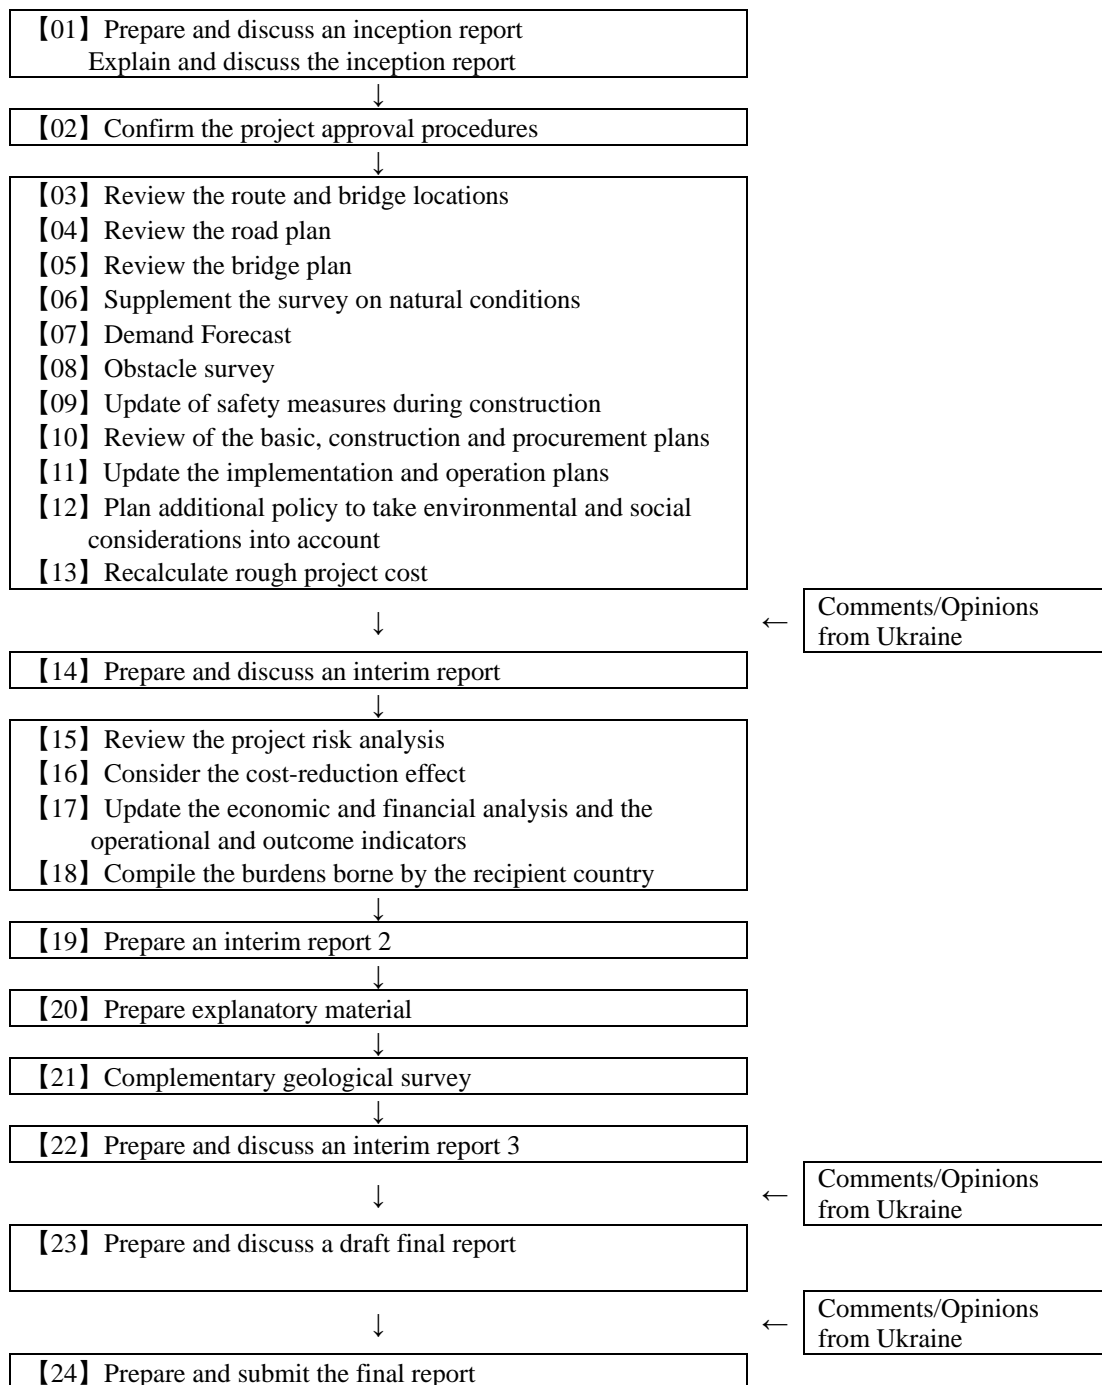 【01】Prepare and discuss an inception report
Explain and discuss the inception report
↓
【02】Confirm the project approval procedures
↓
【03】Review the route and bridge locations
【04】Review the road plan
【05】Review the bridge plan
【06】Supplement the survey on natural conditions
【07】Demand Forecast
【08】Obstacle survey
【09】Update of safety measures during construction
【10】Review of the basic, construction and procurement plans
【11】Update the implementation and operation plans
【12】Plan additional policy to take environmental and social
considerations into account
【13】Recalculate rough project cost
↓
←
Comments/Opinions
from Ukraine
【14】Prepare and discuss an interim report
↓
【15】Review the project risk analysis
【16】Consider the cost-reduction effect
【17】Update the economic and financial analysis and the
operational and outcome indicators
【18】Compile the burdens borne by the recipient country
↓
【19】Prepare an interim report 2
↓
【20】Prepare explanatory material
↓
【21】Complementary geological survey
↓
【22】Prepare and discuss an interim report 3
↓
←
Comments/Opinions
from Ukraine
【23】Prepare and discuss a draft final report
↓
←
Comments/Opinions
from Ukraine
【24】Prepare and submit the final report